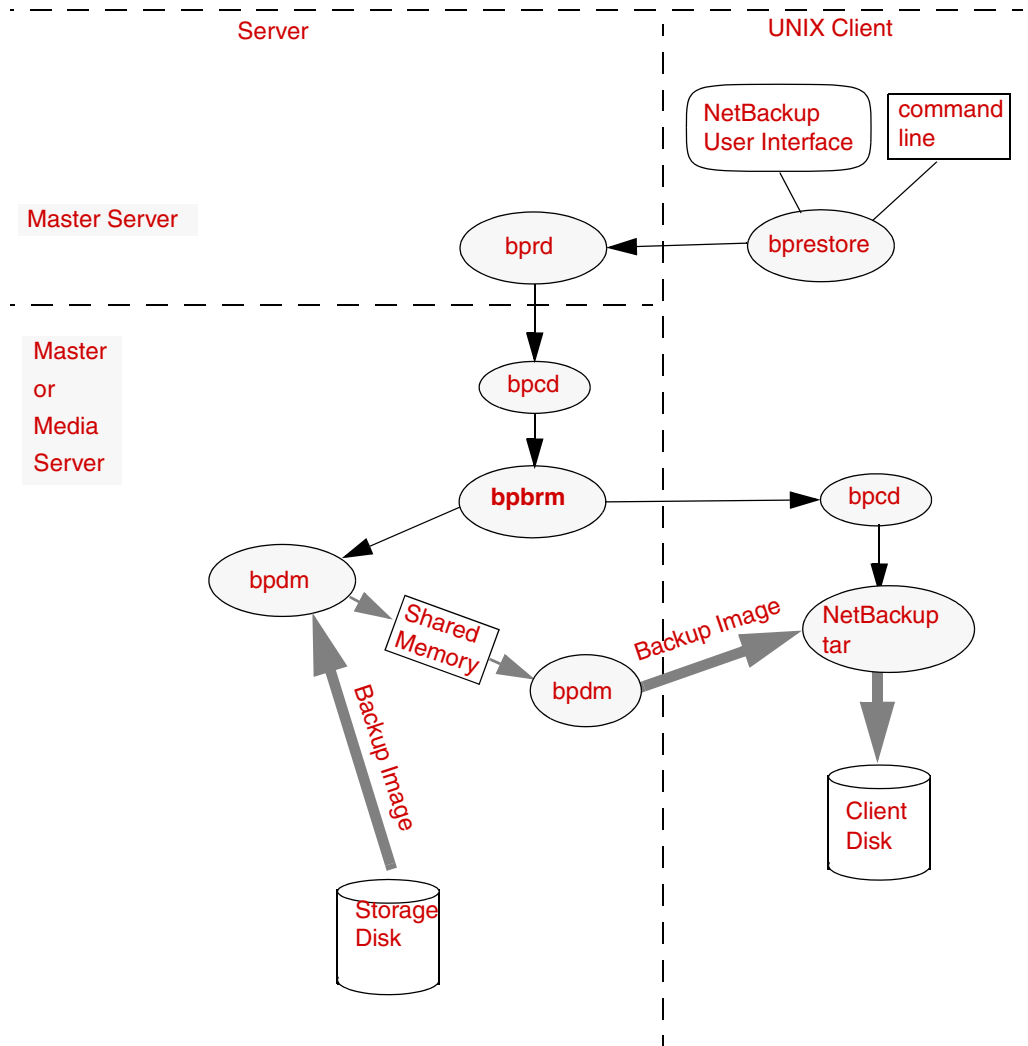 Server
UNIX Client
NetBackup
User Interface
command
line
Master Server
bprd
bprestore
Master
or
Media
Server
bpcd
bpbrm
bpcd
bpdm
Shared
Memory
Backup Image
NetBackup
tar
bpdm
Backup Image
Client
Disk
Storage
Disk